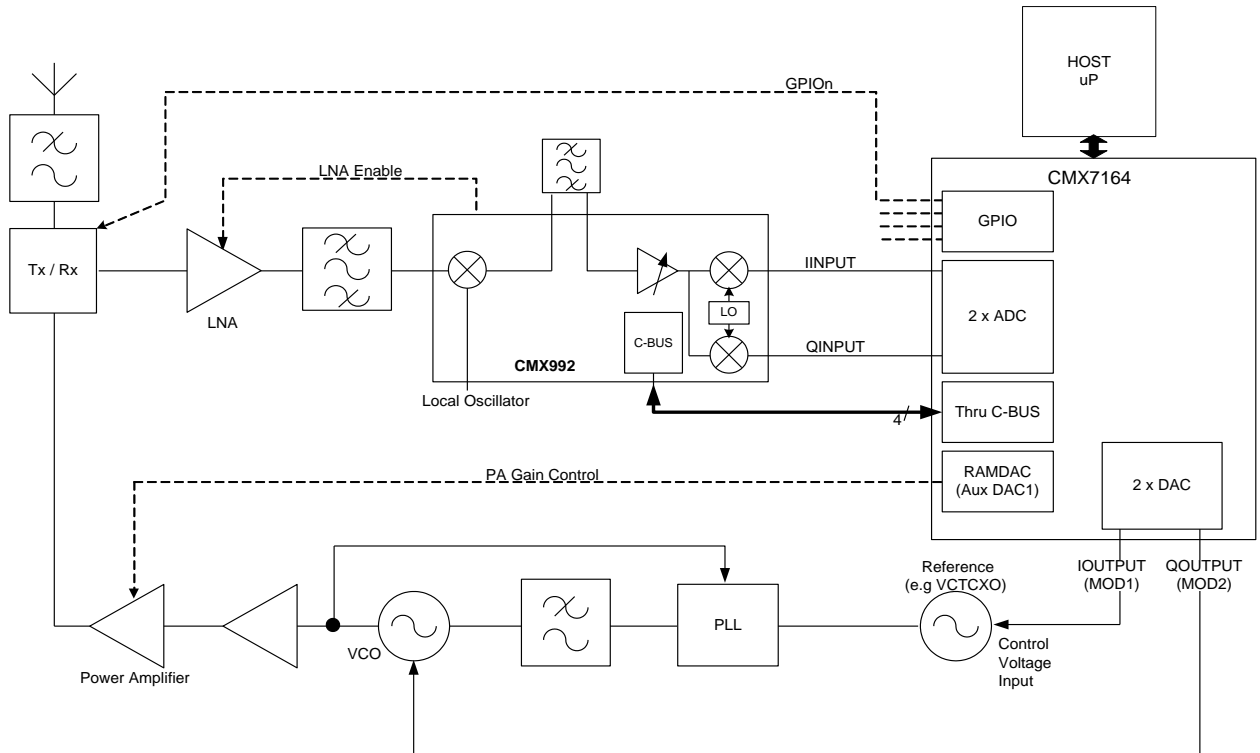 HOST
uP
GPIOn
CMX7164
LNA Enable
GPIO
Tx / Rx
LNA
IINPUT
2 x ADC
LO
C-BUS
QINPUT
CMX992
Local Oscillator
4
Thru C-BUS
PA Gain Control
RAMDAC
(Aux DAC1)
2 x DAC
Reference
(e.g VCTCXO)
IOUTPUT
(MOD1)
QOUTPUT
(MOD2)
PLL
VCO
Power Amplifier
Control
Voltage
Input